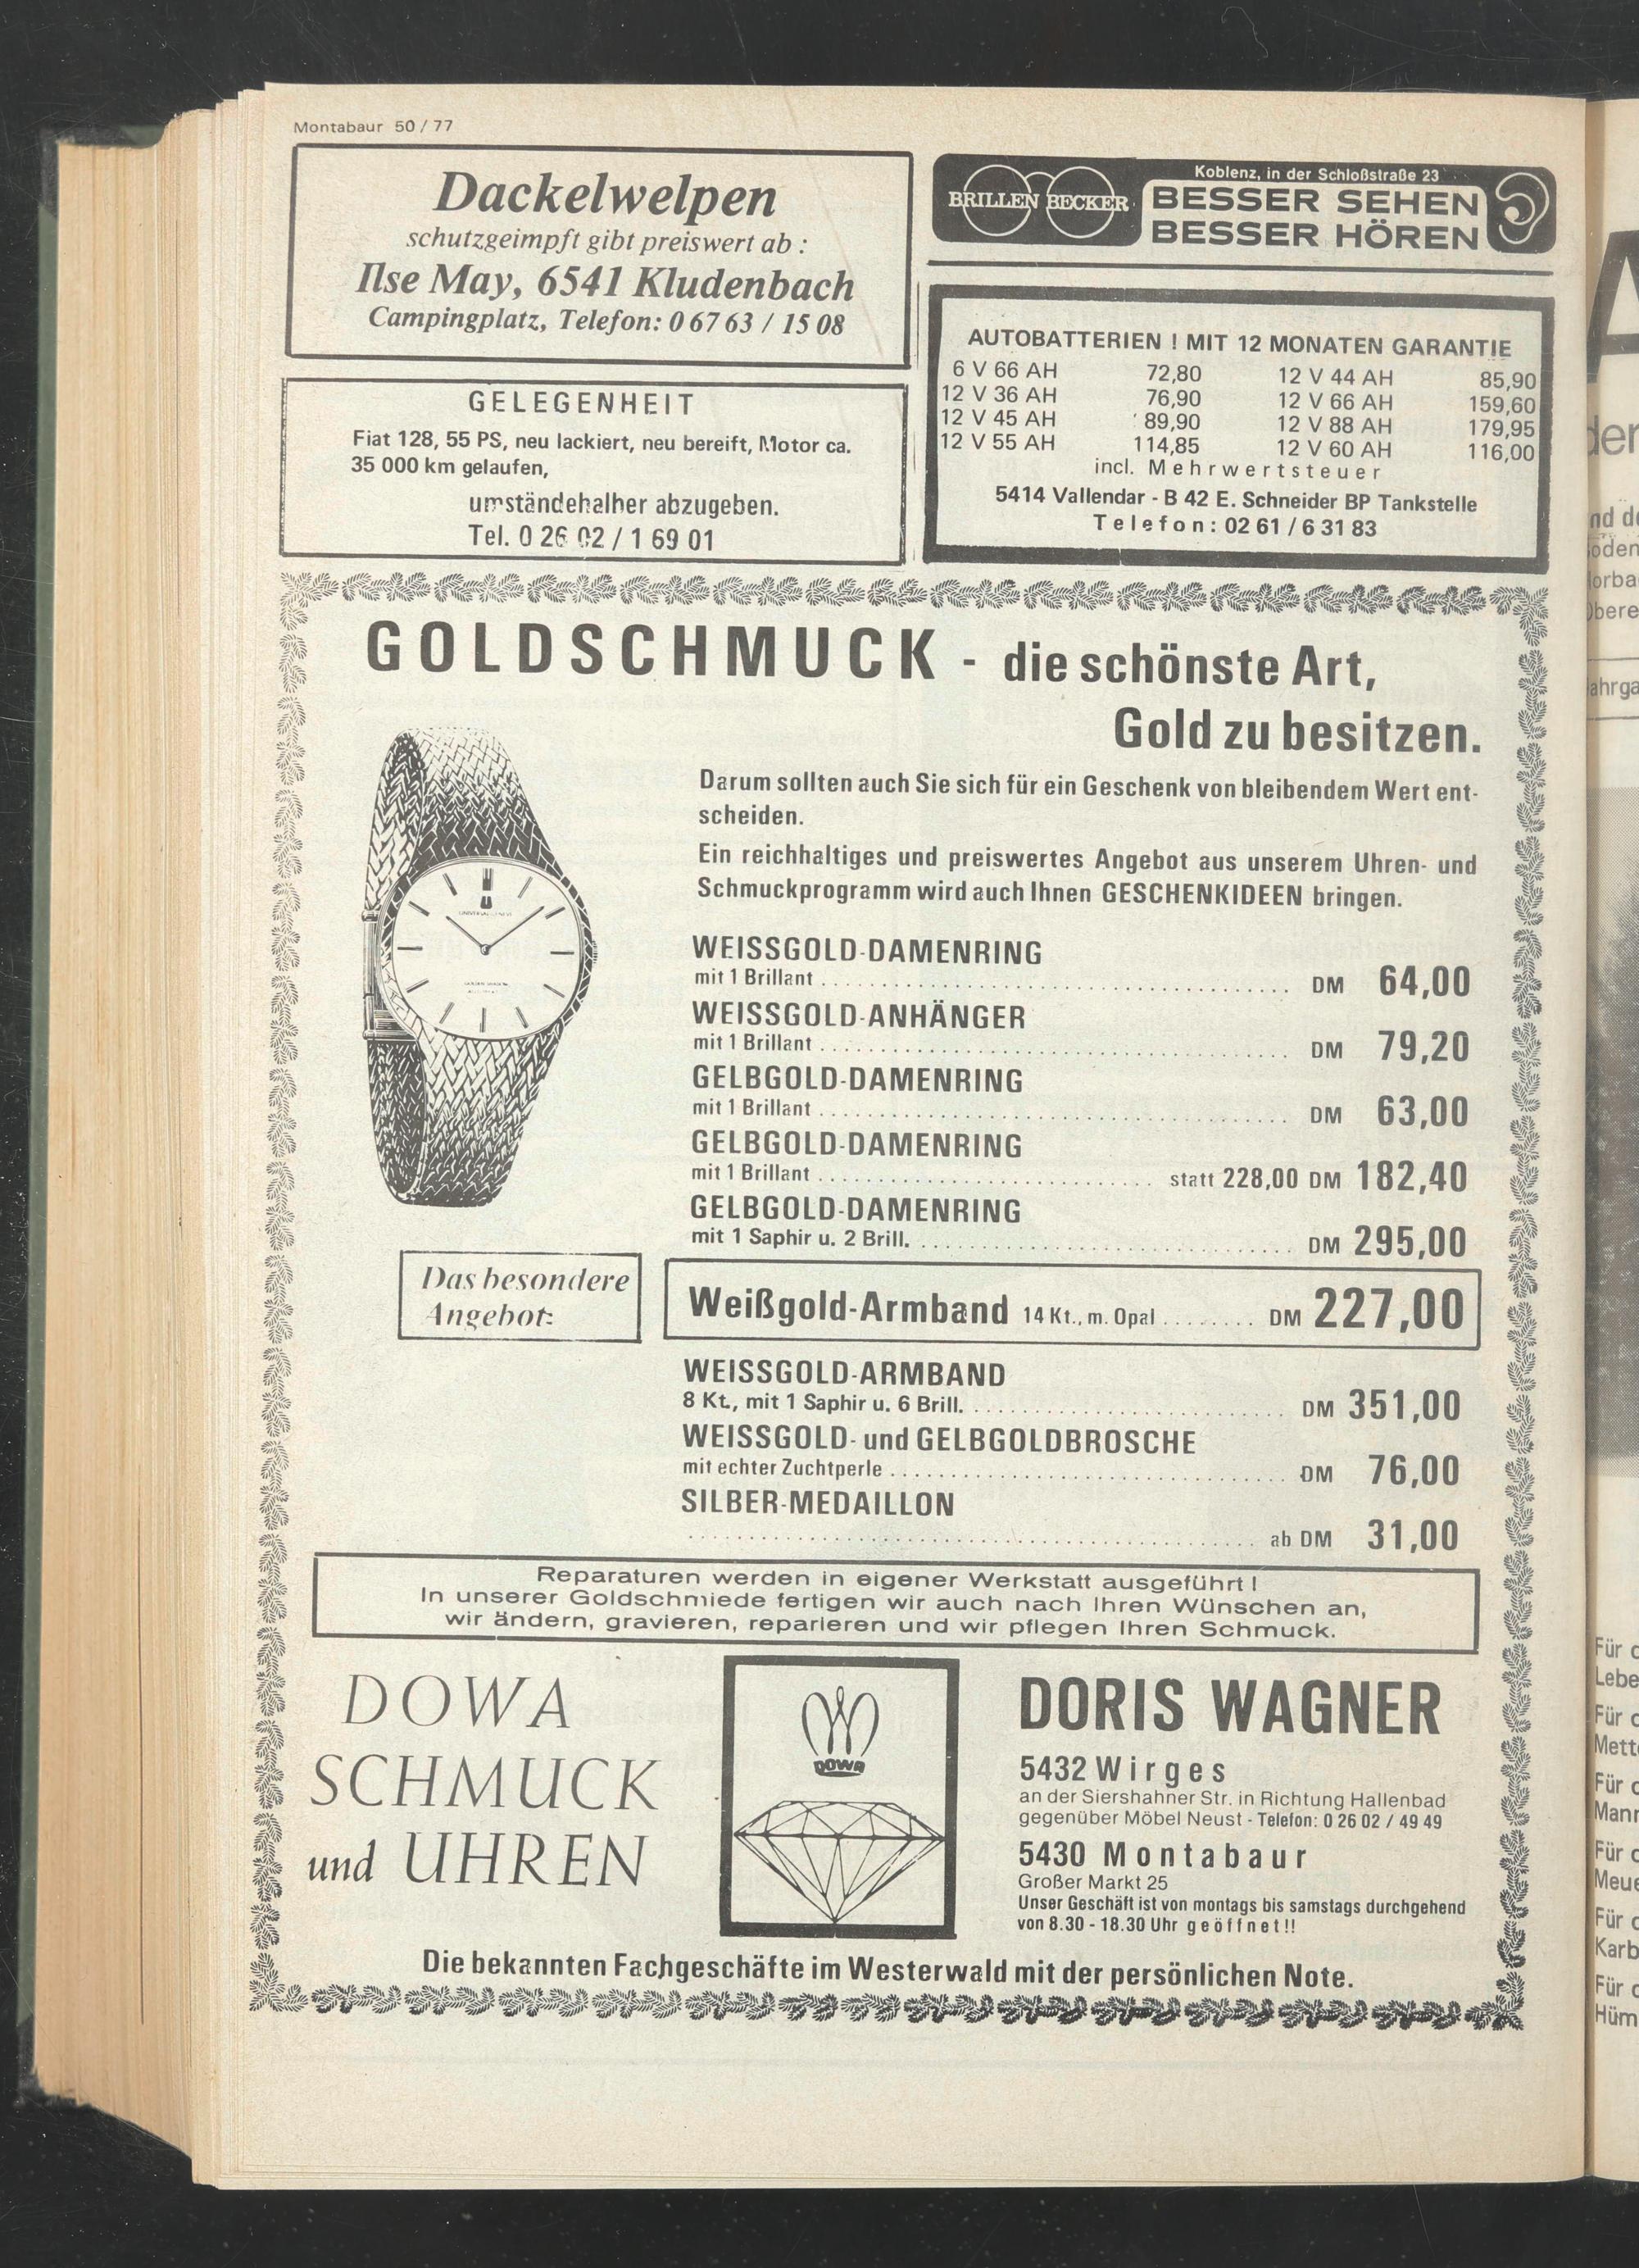 Montabaur 50 / 77
Dackelwelpen
schutzgeimpft gibt preiswert ab :
Ilse May, 6541 Kludenbach
Campingplatz, Telefon: 0 67 63 / 15 08
GELEGENHEIT
Fiat 128, 55 PS, neu lackiert, neu bereift, Motor ca.
35 000 km gelaufen,
umständehalber abzugeben.
Tel. 0 26 02 / 1 69 01
BRILLEN BECKER
Koblenz, in der Schloßstraße 23
BESSER SEHEN
BESSER HÖREN
AUTOBATTERIEN ! MIT 12 MONATEN GARANTIE
6 V 66 AH 72,80 12 V 44 AH 85,90
12 V 36 AH 76,90 12 V 66 AH 159,60
12 V 45 AH 89,90 12 V 88 AH 179,95
12 V 55 AH 114,85 12 V 60 AH 116,00
incl. Mehrwertsteuer
5414 Vallendar - B 42 E. Schneider BP Tankstelle
Telefon: 02 61 / 6 31 83
GOLDSCHMUCK - die schönste Art,
Gold zu besitzen.
Darum sollten auch Sie sich für ein Geschenk von bleibendem Wert ent-
scheiden.
Ein reichhaltiges und preiswertes Angebot aus unserem Uhren- und
Schmuckprogramm wird auch Ihnen GESCHENKIDEEN bringen.
WEISSGOLD-DAMENRING
mit 1 Brillant DM 64,00
WEISSGOLD-ANHÄNGER
mit 1 Brillant DM 79,20
GELBGOLD-DAMENRING
mit 1 Brillant DM 63,00
GELBGOLD-DAMENRING
mit 1 Brillant statt 228,00 DM 182,40
GELBGOLD-DAMENRING
mit 1 Saphir u. 2 Brill. DM 295,00
Das besondere
Angebot:
Weißgold-Armband 14 Kt., m. Opal DM 227,00
WEISSGOLD-ARMBAND
8 Kt., mit 1 Saphir u. 6 Brill. DM 351,00
WEISSGOLD- und GELBGOLDBROSCHE
mit echter Zuchtperle DM 76,00
SILBER-MEDAILLON
ab DM 31,00
Reparaturen werden in eigener Werkstatt ausgeführt !
In unserer Goldschmiede fertigen wir auch nach Ihren Wünschen an,
wir ändern, gravieren, reparieren und wir pflegen Ihren Schmuck.
DOWA
SCHMUCK
und UHREN
DOWA
DORIS WAGNER
5432 Wirges
an der Siershahner Str. in Richtung Hallenbad
gegenüber Möbel Neust - Telefon: 0 26 02 / 49 49
5430 Montabaur
Großer Markt 25
Unser Geschäft ist von montags bis samstags durchgehend
von 8.30 - 18.30 Uhr geöffnet!!
Die bekannten Fachgeschäfte im Westerwald mit der persönlichen Note.